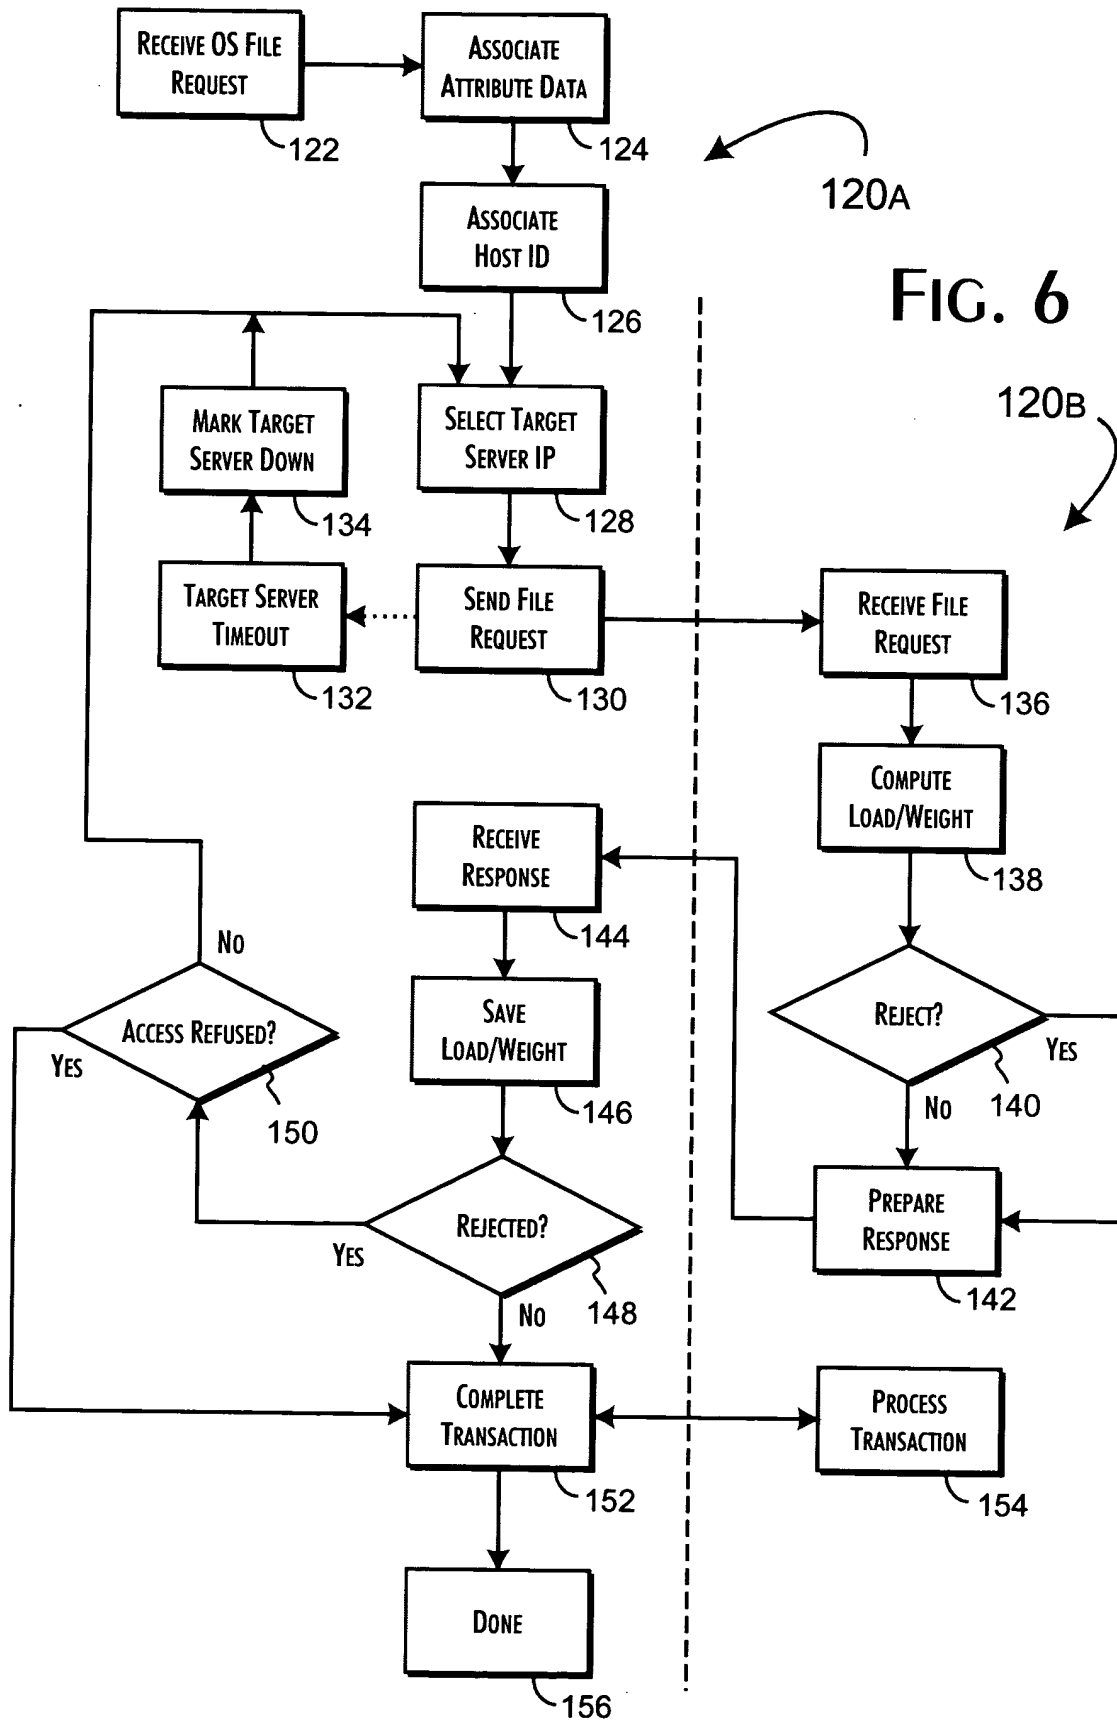 RECEIVE OS FILE
REQUEST
122
ASSOCIATE
ATTRIBUTE DATA
124
120A
ASSOCIATE
HOST ID
126
FIG. 6
120B
MARK TARGET
SERVER DOWN
134
SELECT TARGET
SERVER IP
128
TARGET SERVER
TIMEOUT
132
SEND FILE
REQUEST
130
RECEIVE FILE
REQUEST
136
COMPUTE
LOAD/WEIGHT
138
RECEIVE
RESPONSE
144
NO
ACCESS REFUSED?
YES
150
SAVE
LOAD/WEIGHT
146
REJECT?
YES
NO
140
REJECTED?
YES
NO
148
PREPARE
RESPONSE
142
COMPLETE
TRANSACTION
152
PROCESS
TRANSACTION
154
DONE
156